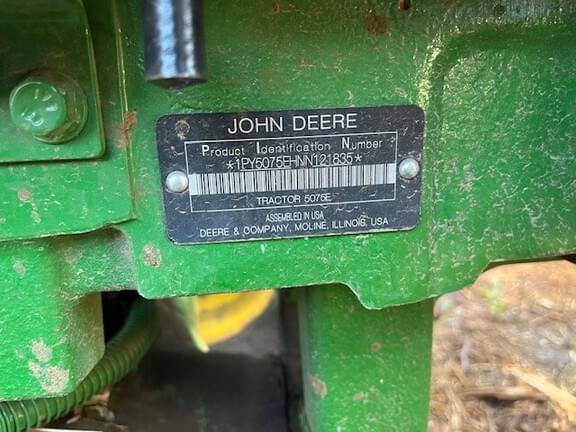 JOHN DEERE
Product Identification Number
*1PY5075EHNN121835*
TRACTOR 5075E
ASSEMBLED IN USA
DEERE & COMPANY, MOLINE, ILLINOIS, USA